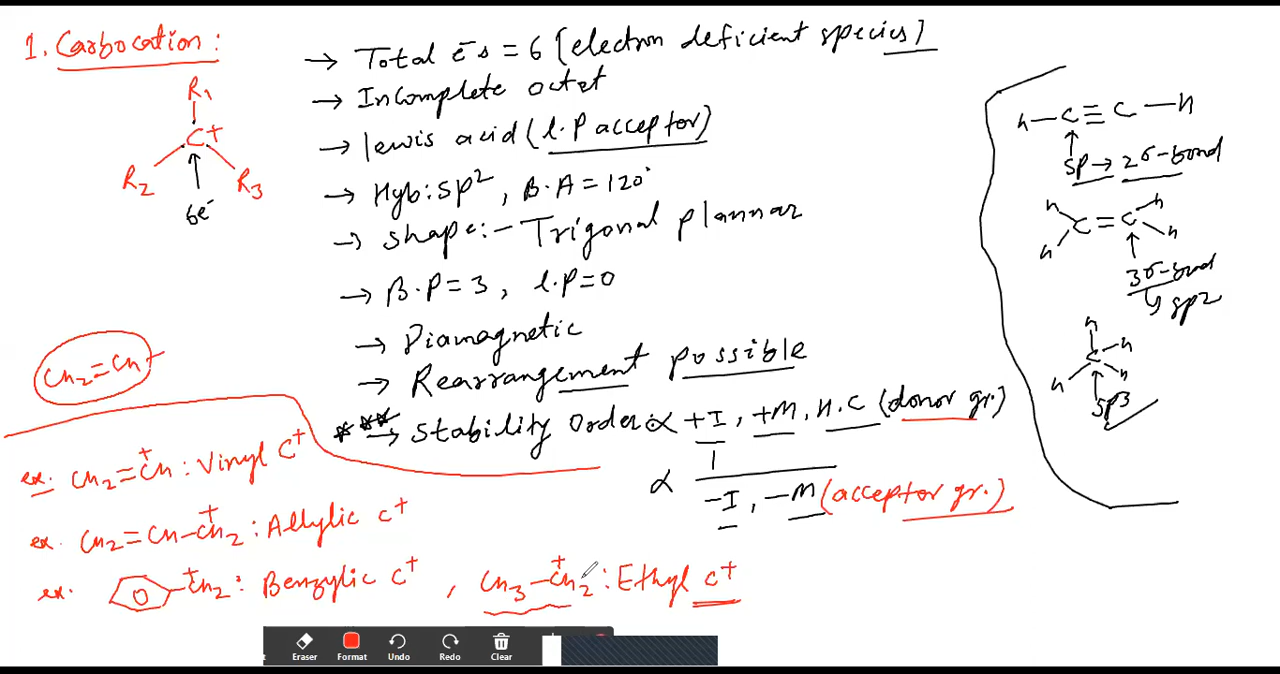 1. Carbocation:
R1
C+
R2
R3
6e-
→ Total e-s = 6 [electron deficient species]
→ Incomplete octet
→ lewis acid (l.P acceptor)
→ Hyb: sp2, B.A = 120°
→ shape:- Trigonal plannar
→ B.P = 3, l.P = 0
→ Diamagnetic
→ Rearrangement possible
*** → Stability Order ∝ +I, +M, H.C (donor gr.)
∝ 1 / -I, -M (acceptor gr.)
CH2=CH+
ex: CH2=C+H : Vinyl C+
ex. CH2=CH-C+H2 : Allylic C+
ex. +CH2 : Benzylic C+, CH3-C+H2 : Ethyl C+
H-C≡C-H
sp → 2σ-bond
H H
C=C
H H
3σ-bond
↳ sp2
H
C H
H H
sp3
Eraser Format Undo Redo Clear